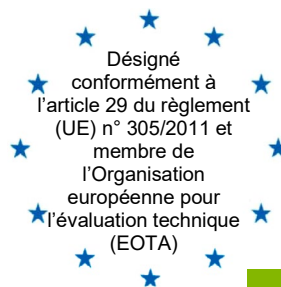 Désigné
conformément à
l’article 29 du règlement
(UE) n° 305/2011 et
membre de
l’Organisation
européenne pour
l’évaluation technique
(EOTA)